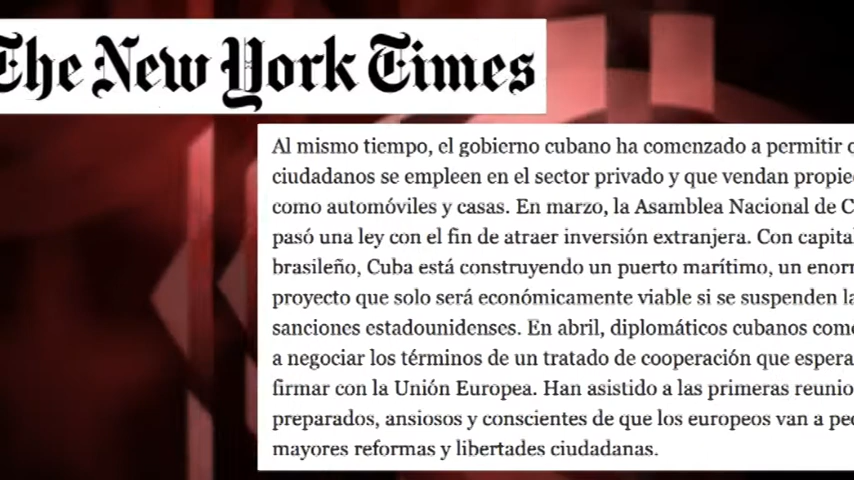 The New York Times
Al mismo tiempo, el gobierno cubano ha comenzado a permitir
ciudadanos se empleen en el sector privado y que vendan
como automóviles y casas. En marzo, la Asamblea Nacional de
pasó una ley con el fin de atraer inversión extranjera. Con
brasileño, Cuba está construyendo un puerto marítimo, un
proyecto que solo será económicamente viable si se suspenden
sanciones estadounidenses. En abril, diplomáticos cubanos
a negociar los términos de un tratado de cooperación que
firmar con la Unión Europea. Han asistido a las primeras
preparados, ansiosos y conscientes de que los europeos van a
mayores reformas y libertades ciudadanas.